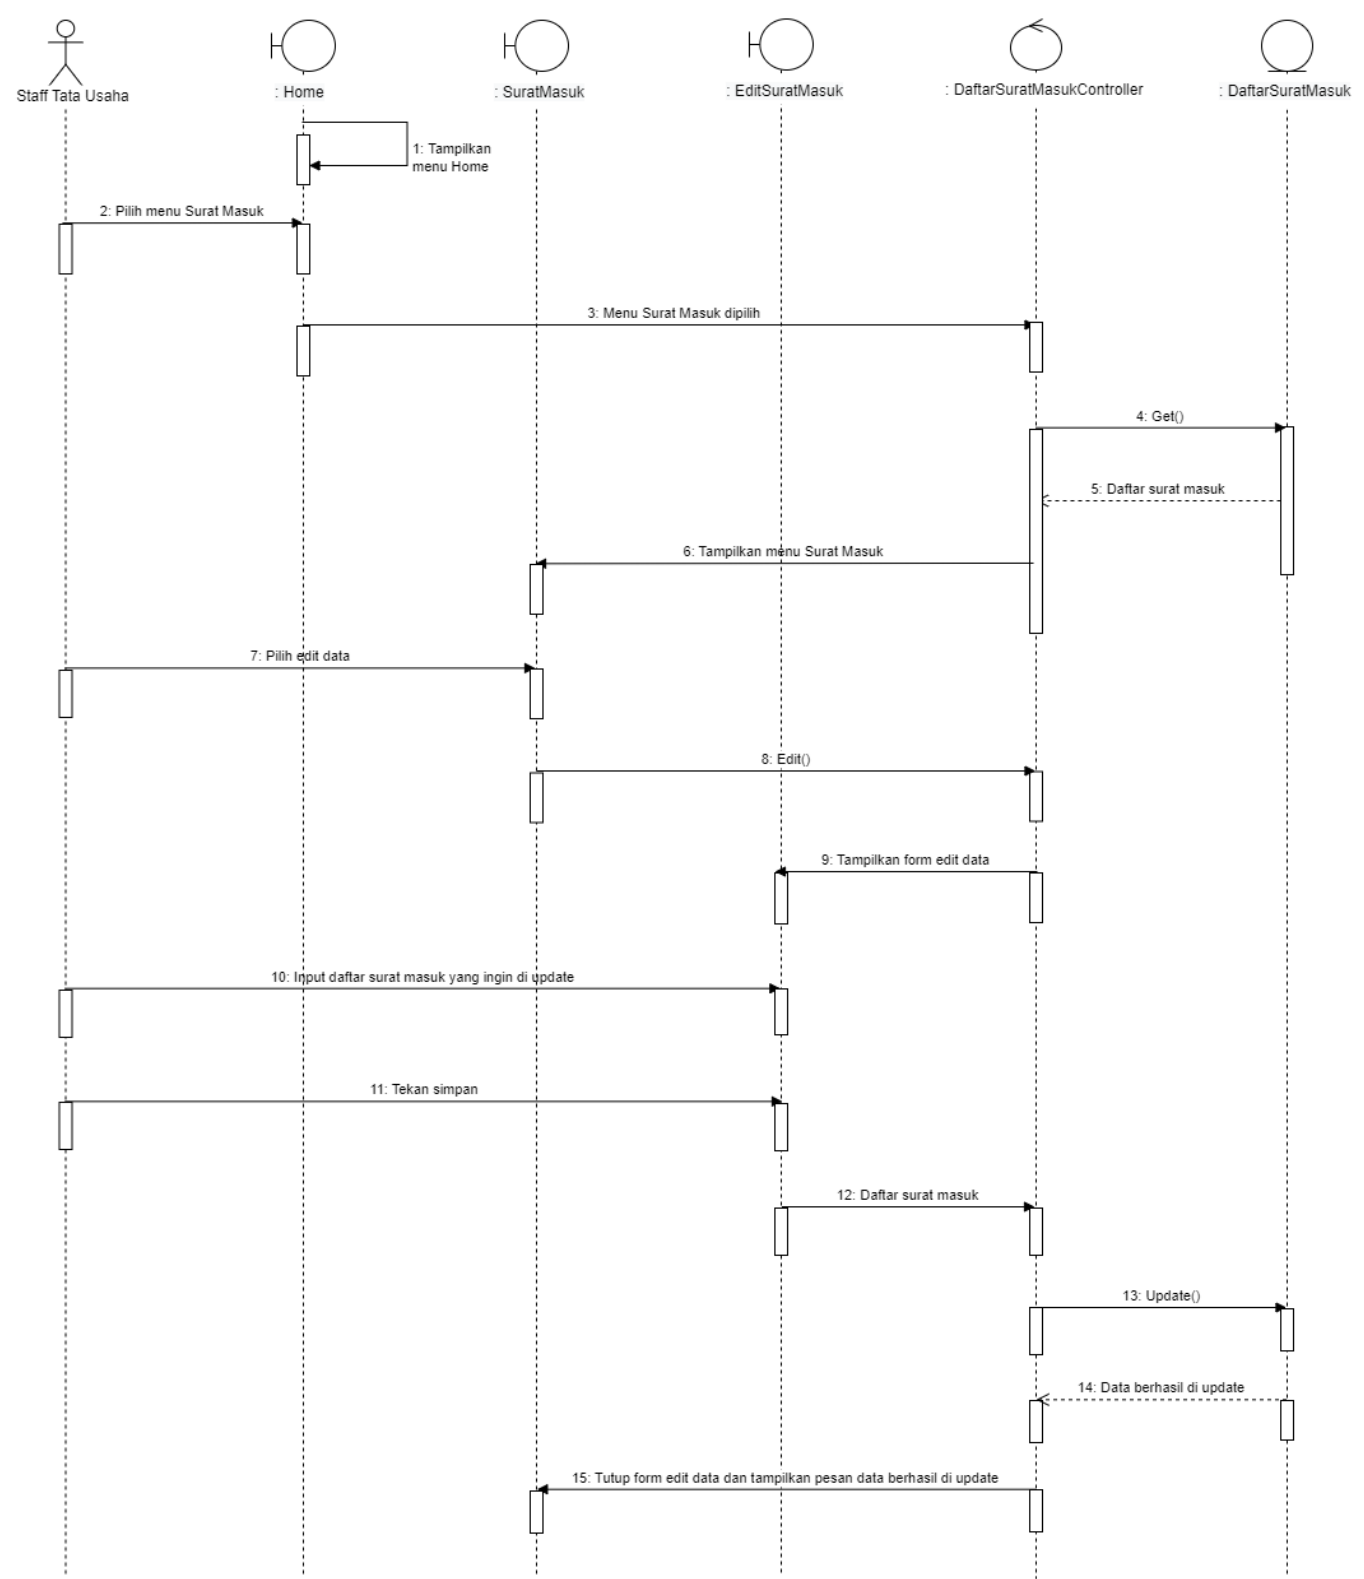 Staff Tata Usaha
: Home
: SuratMasuk
: EditSuratMasuk
: DaftarSuratMasukController
: DaftarSuratMasuk
1: Tampilkan
menu Home
2: Pilih menu Surat Masuk
3: Menu Surat Masuk dipilih
4: Get()
5: Daftar surat masuk
6: Tampilkan menu Surat Masuk
7: Pilih edit data
8: Edit()
9: Tampilkan form edit data
10: Input daftar surat masuk yang ingin di update
11: Tekan simpan
12: Daftar surat masuk
13: Update()
14: Data berhasil di update
15: Tutup form edit data dan tampilkan pesan data berhasil di update